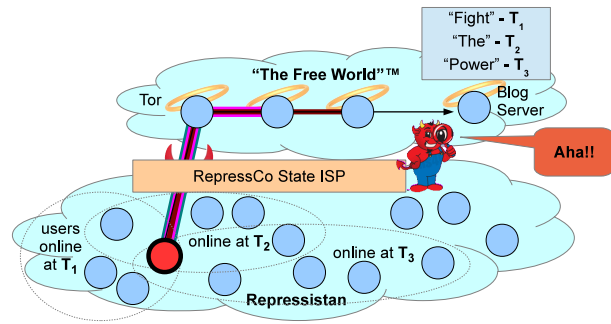 “Fight” - T1
“The” - T2
“Power” - T3
“The Free World”™
Tor
Blog
Server
Aha!!
RepressCo State ISP
users
online
at T1
online at T2
online at T3
Repressistan